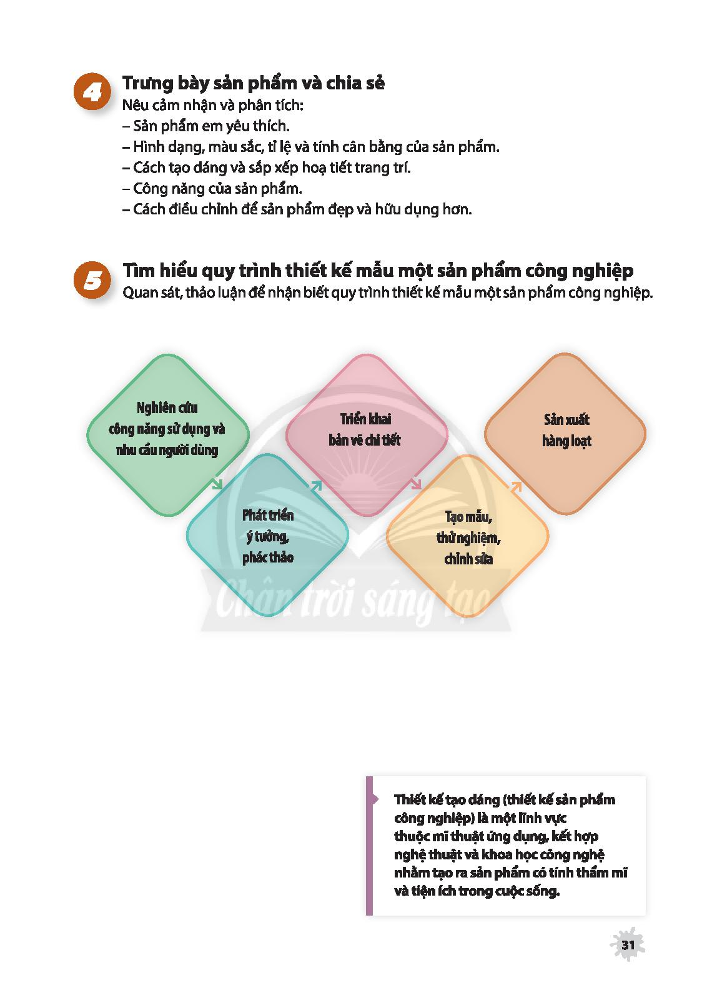 4
Trưng bày sản phẩm và chia sẻ
Nêu cảm nhận và phân tích:
– Sản phẩm em yêu thích.
– Hình dạng, màu sắc, tỉ lệ và tính cân bằng của sản phẩm.
– Cách tạo dáng và sắp xếp hoạ tiết trang trí.
– Công năng của sản phẩm.
– Cách điều chỉnh để sản phẩm đẹp và hữu dụng hơn.
5
Tìm hiểu quy trình thiết kế mẫu một sản phẩm công nghiệp
Quan sát, thảo luận để nhận biết quy trình thiết kế mẫu một sản phẩm công nghiệp.
Nghiên cứu
công năng sử dụng và
nhu cầu người dùng
Phát triển
ý tưởng,
phác thảo
Triển khai
bản vẽ chi tiết
Tạo mẫu,
thử nghiệm,
chỉnh sửa
Sản xuất
hàng loạt
Chân trời sáng tạo
Thiết kế tạo dáng (thiết kế sản phẩm
công nghiệp) là một lĩnh vực
thuộc mĩ thuật ứng dụng, kết hợp
nghệ thuật và khoa học công nghệ
nhằm tạo ra sản phẩm có tính thẩm mĩ
và tiện ích trong cuộc sống.
31